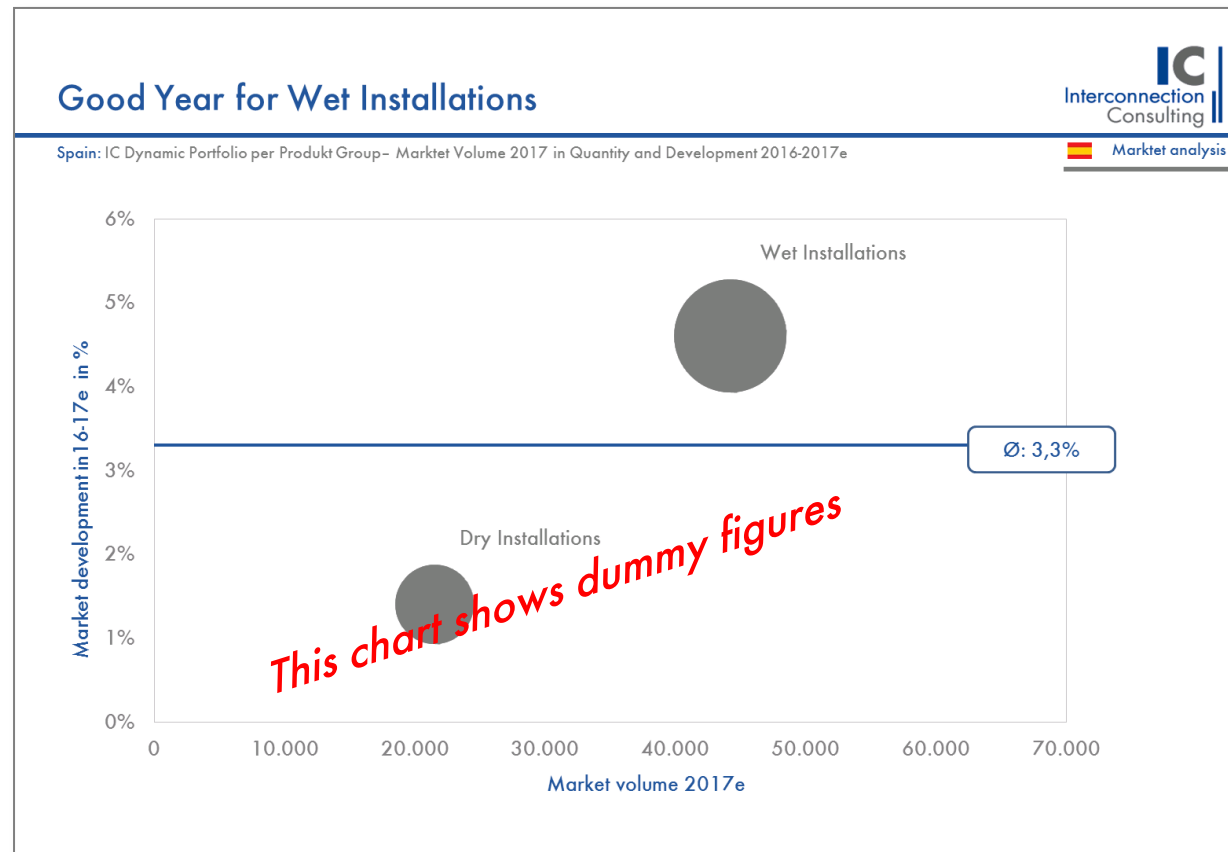 Good Year for Wet Installations
IC
Interconnection
Consulting
Spain: IC Dynamic Portfolio per Produkt Group– Marktet Volume 2017 in Quantity and Development 2016-2017e
Marktet analysis
Market development in16-17e in %
6%
5%
4%
3%
2%
1%
0%
Wet Installations
Ø: 3,3%
Dry Installations
This chart shows dummy figures
0 10.000 20.000 30.000 40.000 50.000 60.000 70.000
Market volume 2017e